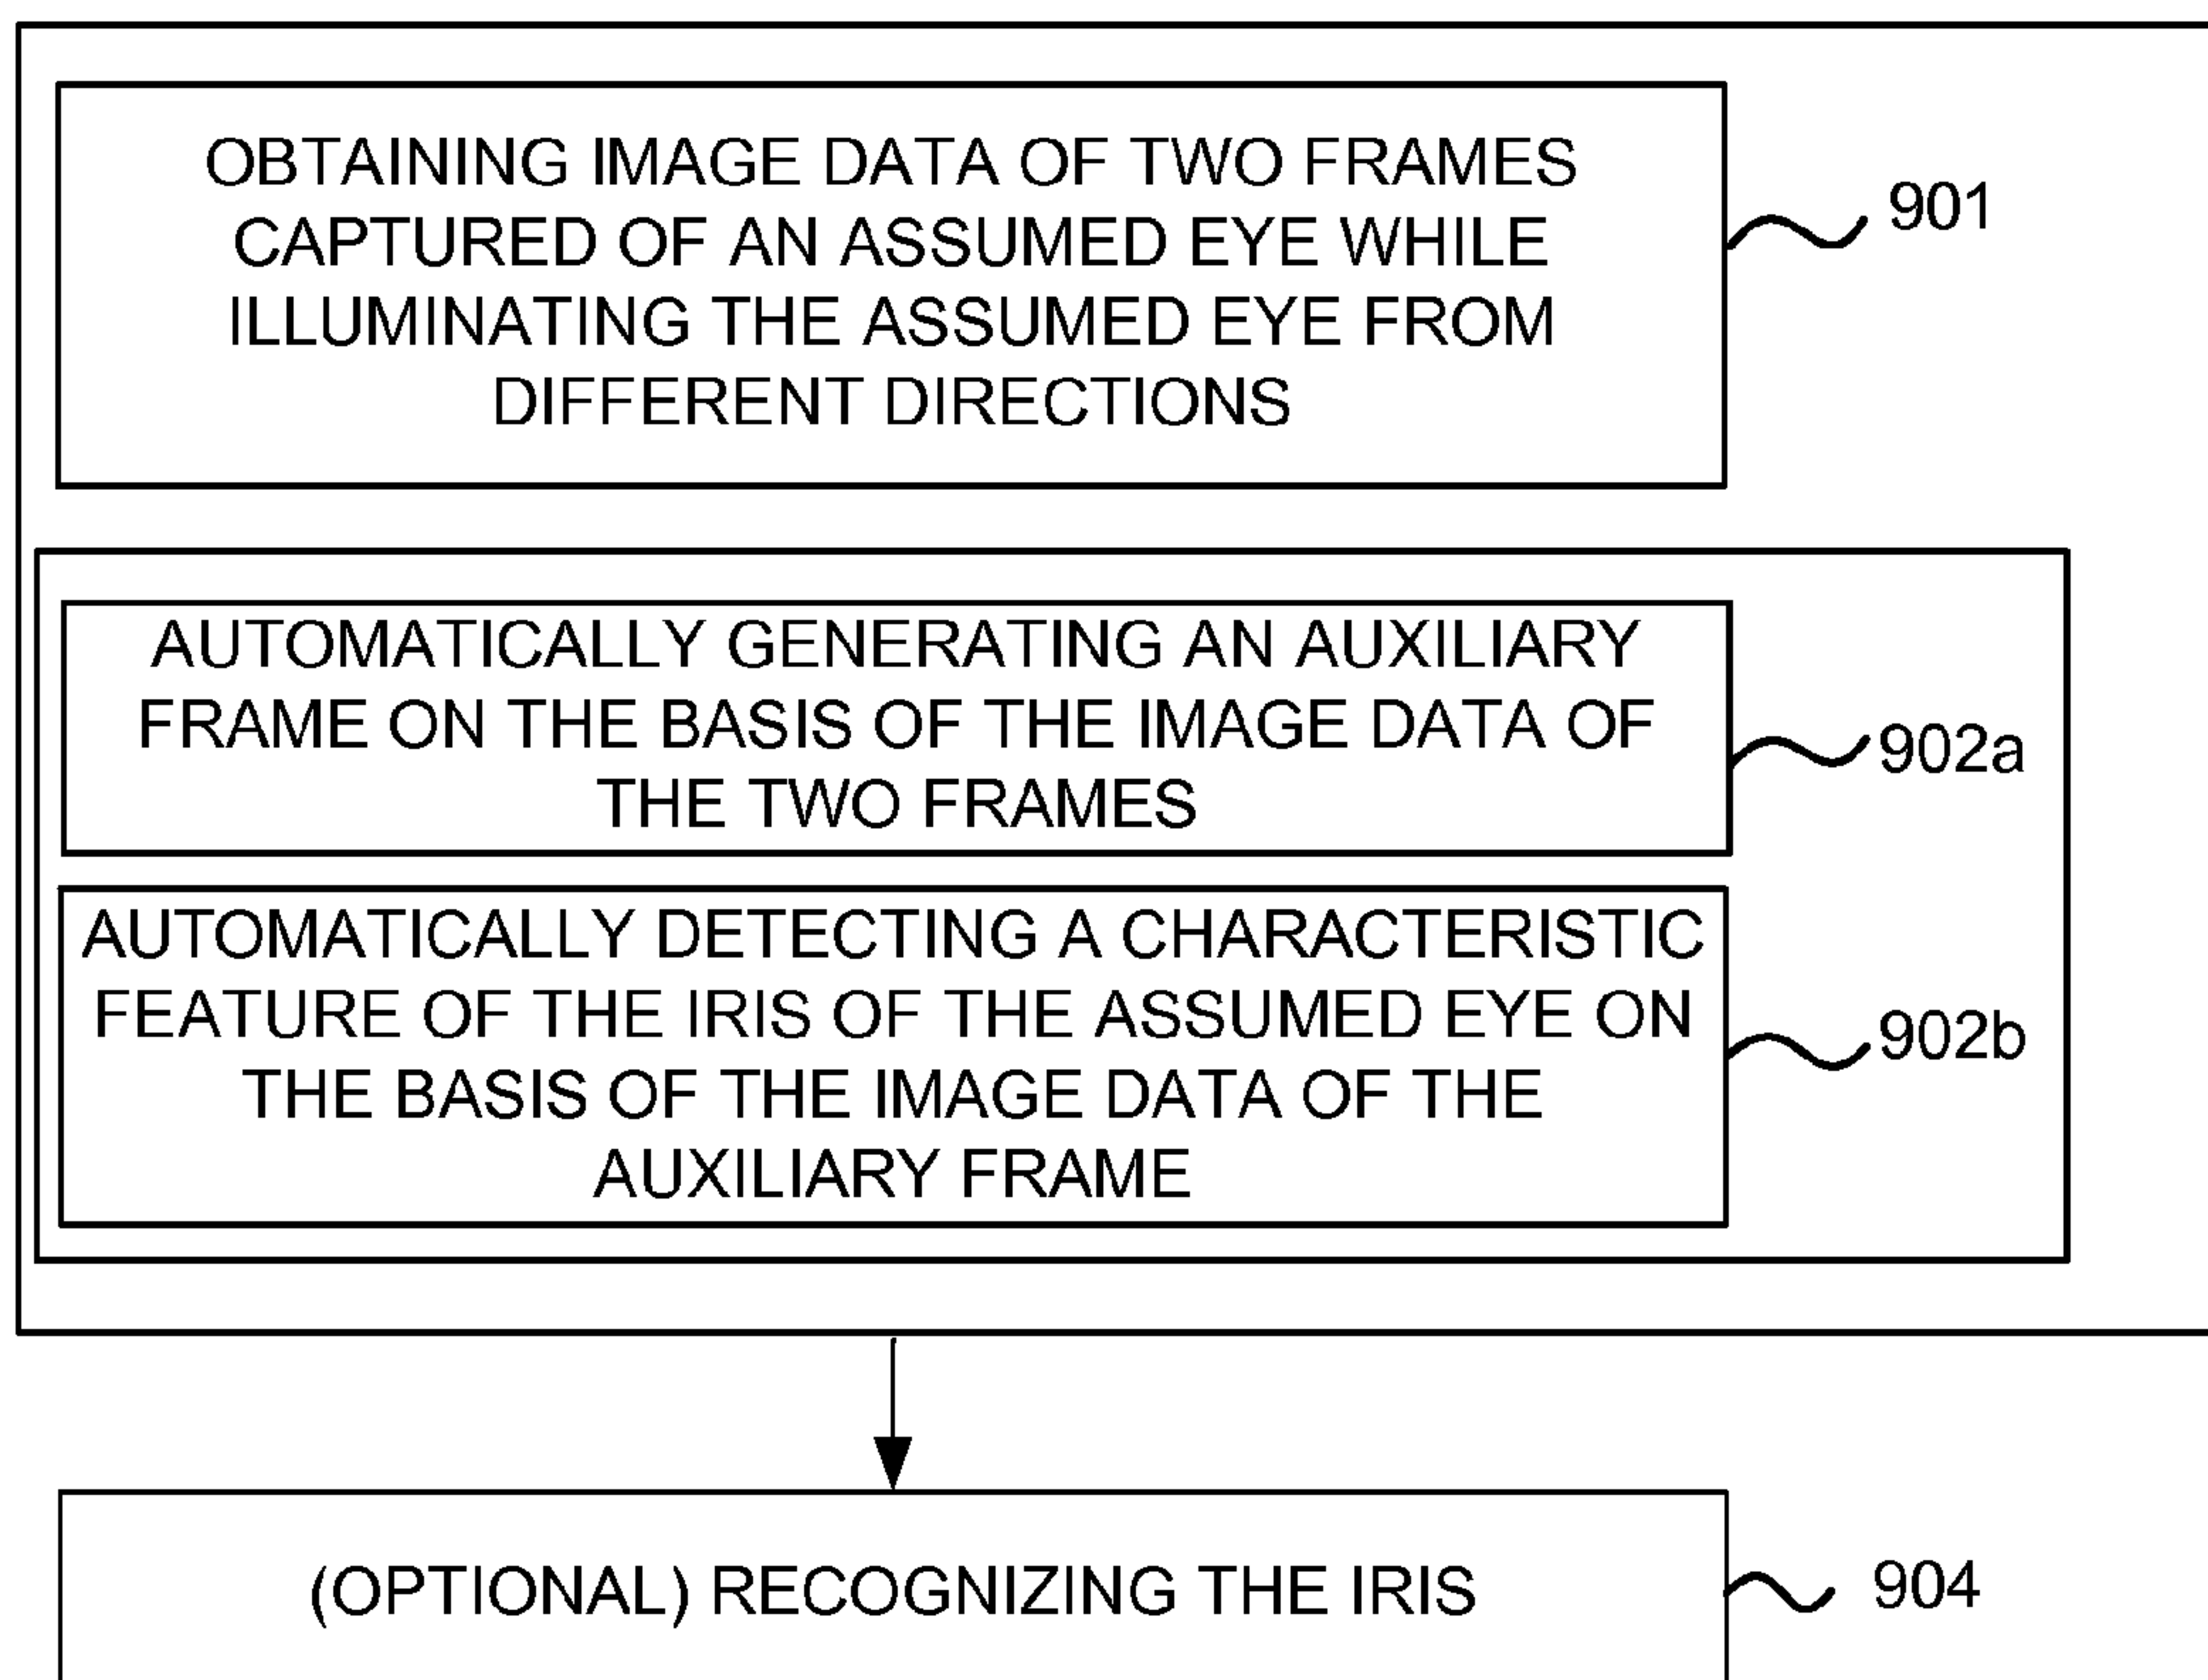 OBTAINING IMAGE DATA OF TWO FRAMES
CAPTURED OF AN ASSUMED EYE WHILE
ILLUMINATING THE ASSUMED EYE FROM
DIFFERENT DIRECTIONS
901
AUTOMATICALLY GENERATING AN AUXILIARY
FRAME ON THE BASIS OF THE IMAGE DATA OF
THE TWO FRAMES
902a
AUTOMATICALLY DETECTING A CHARACTERISTIC
FEATURE OF THE IRIS OF THE ASSUMED EYE ON
THE BASIS OF THE IMAGE DATA OF THE
AUXILIARY FRAME
902b
(OPTIONAL) RECOGNIZING THE IRIS
904